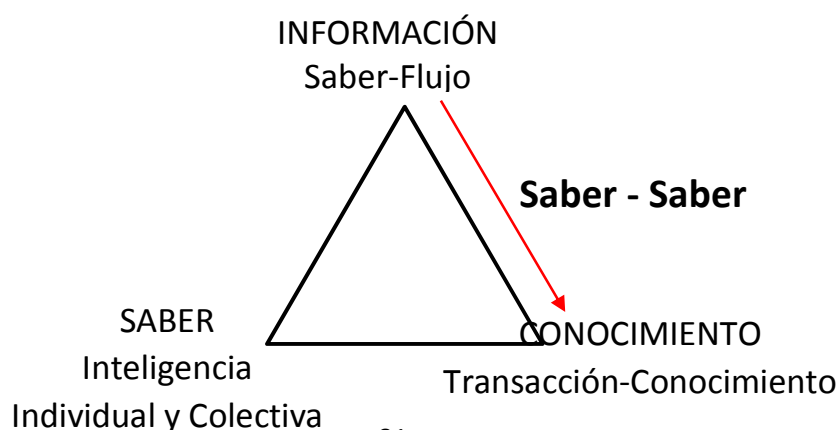 INFORMACIÓN
Saber-Flujo
Saber - Saber
SABER
Inteligencia
Individual y Colectiva
CONOCIMIENTO
Transacción-Conocimiento